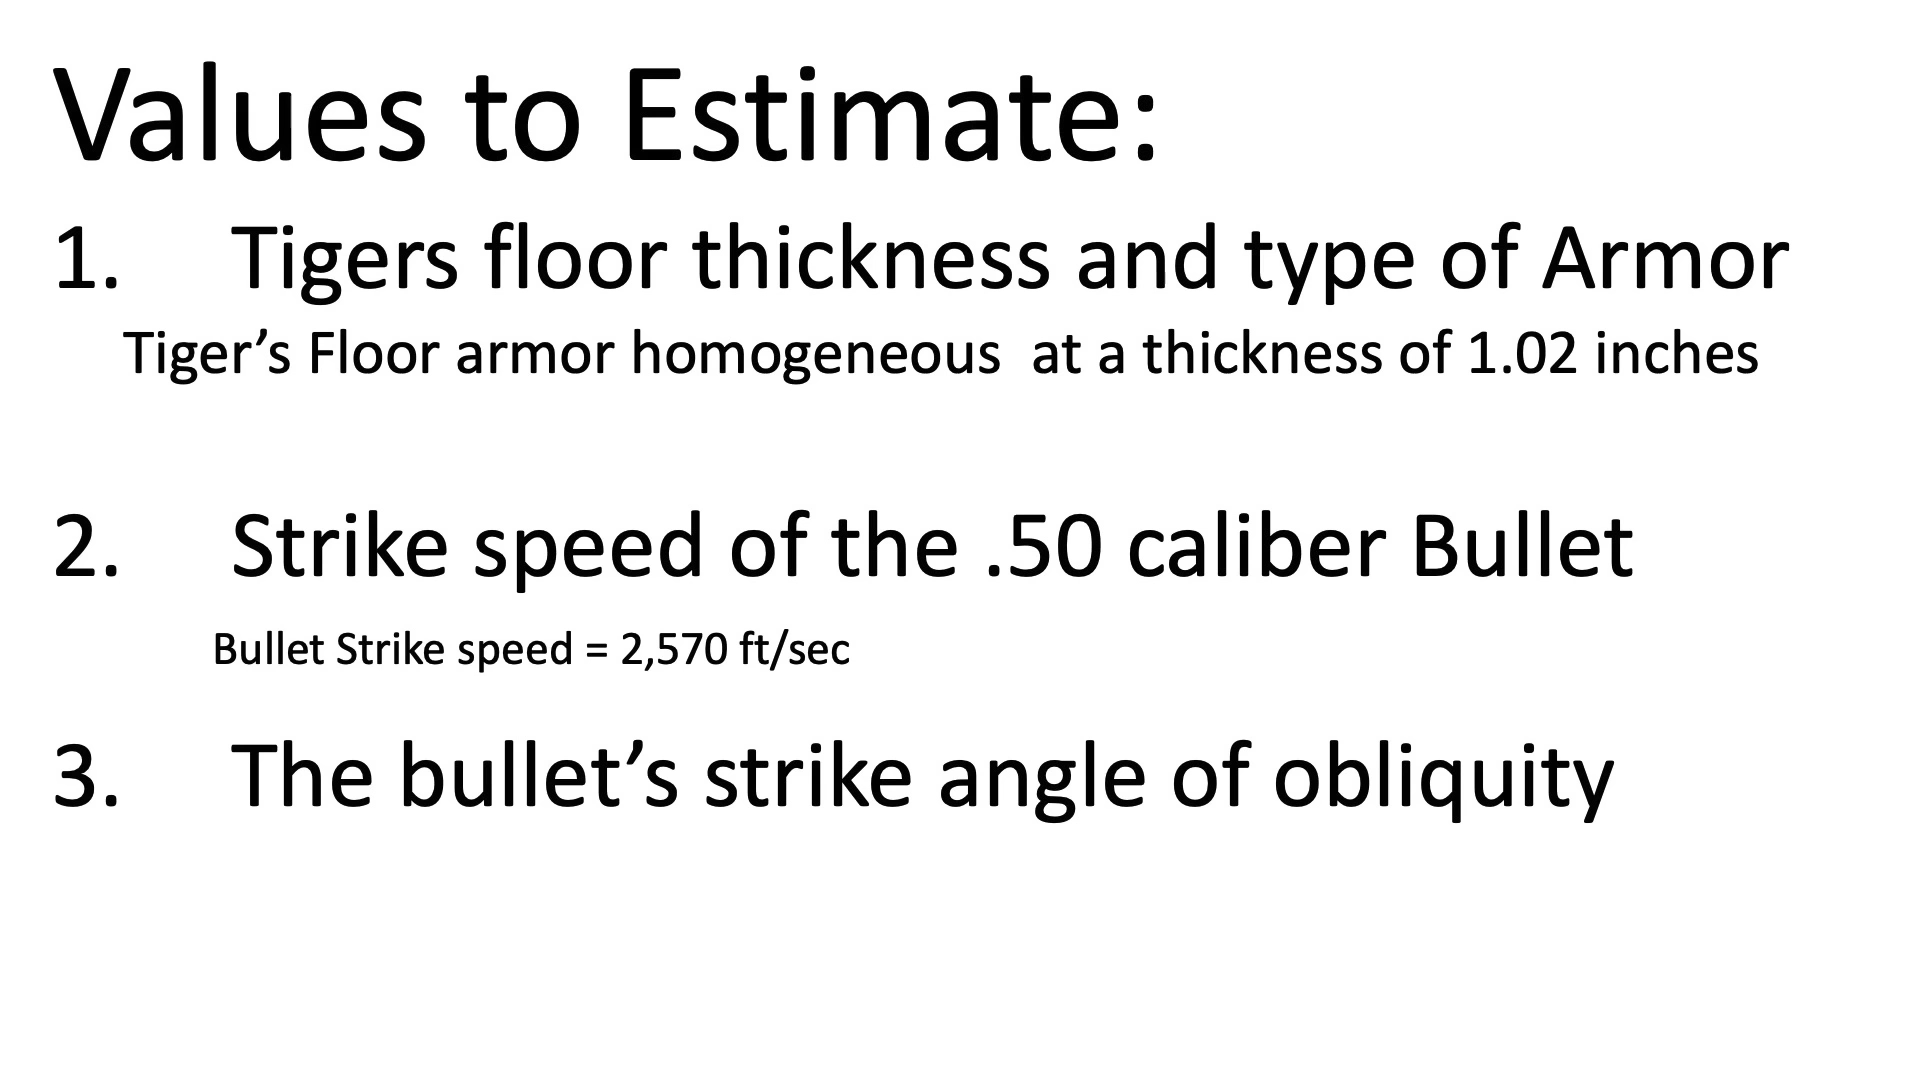 Values to Estimate:
1. Tigers floor thickness and type of Armor
Tiger’s Floor armor homogeneous  at a thickness of 1.02 inches
2. Strike speed of the .50 caliber Bullet
Bullet Strike speed = 2,570 ft/sec
3. The bullet’s strike angle of obliquity